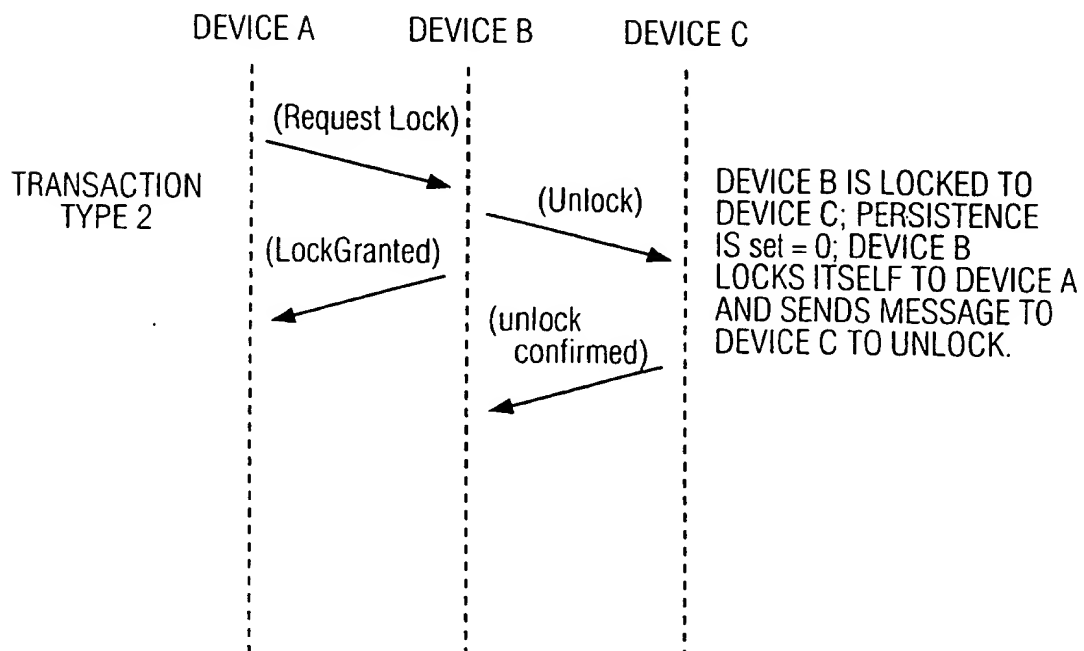 DEVICE A DEVICE B DEVICE C
(Request Lock)
TRANSACTION
TYPE 2
(Unlock)
(LockGranted)
(unlock
confirmed)
DEVICE B IS LOCKED TO
DEVICE C; PERSISTENCE
IS set = 0; DEVICE B
LOCKS ITSELF TO DEVICE A
AND SENDS MESSAGE TO
DEVICE C TO UNLOCK.